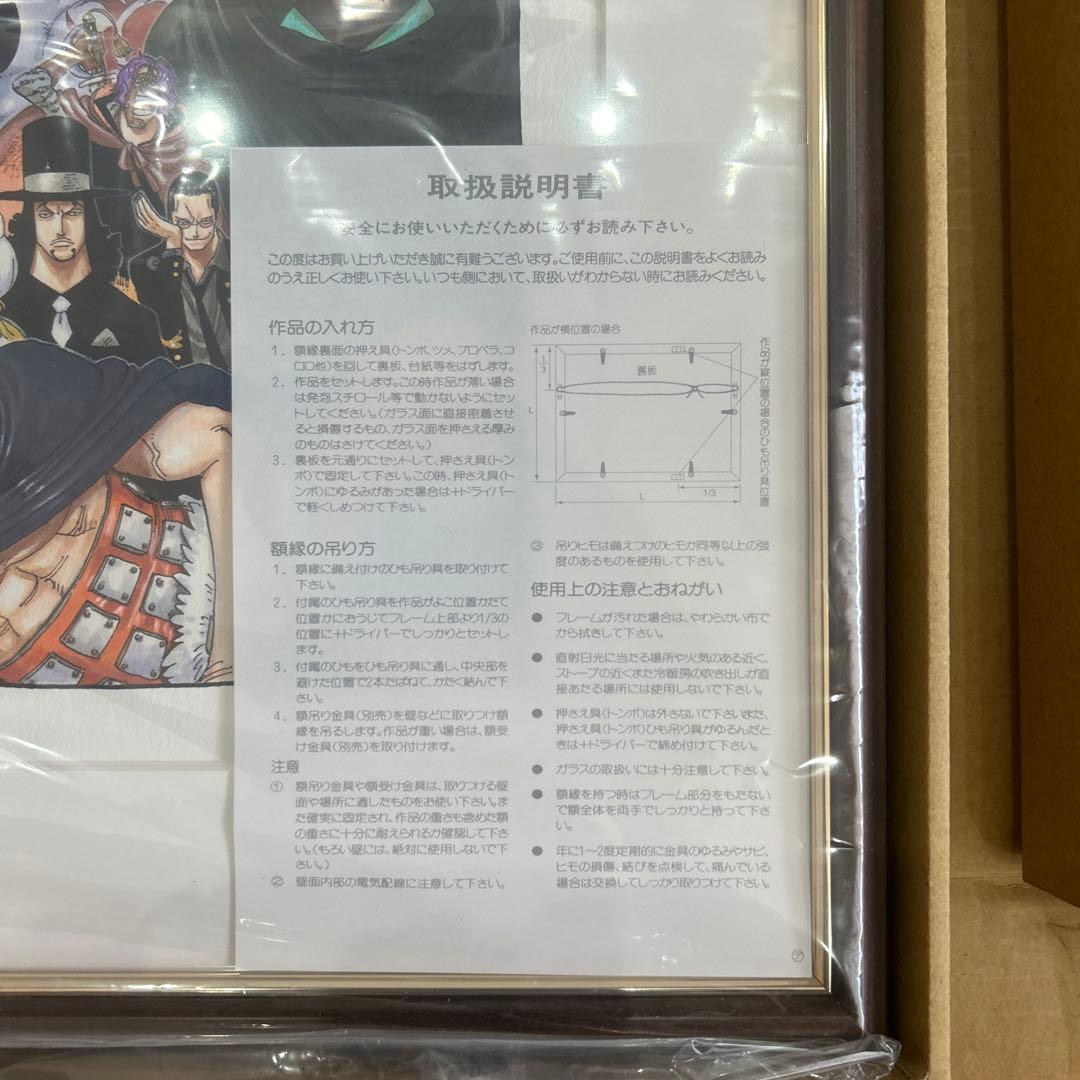 取扱説明書
安全にお使いいただくために必ずお読み下さい。
この度はお買い上げいただき誠に有難うございます。ご使用前に、この説明書をよくお読み
のうえ正しくお使い下さい。いつも側において、取扱いがわからない時にお読みください。
作品の入れ方
1. 額縁裏面の押え具(トンボ、ツメ、プロペラ、コ
ロロ他)を回して裏板、台紙等をはずします。
2. 作品をセットします。この時作品が薄い場合
は発泡スチロール等で動かないようにセッ
トしてください。(ガラス面に直接密着させ
ると損傷するもの、ガラス面を押さえる厚み
のものはさけてください。)
3. 裏板を元通りにセットして、押さえ具(トン
ボ)で固定して下さい。この時、押さえ具(ト
ンボ)にゆるみがあった場合は+ドライバー
で軽くしめつけて下さい。
額縁の吊り方
1. 額縁に備え付けのひも吊り具を取り付けて
下さい。
2. 付属のひも吊り具を作品がよこ位置かたて
位置かにおうじてフレーム上部より1/3の
位置に+ドライバーでしっかりとセットし
ます。
3. 付属のひもをひも吊り具に通し、中央部を
避けた位置で2本たばねて、かたく結んで下
さい。
4. 額吊り金具(別売)を壁などに取りつけ額
縁を吊るします。作品が重い場合は、額受
け金具(別売)を取り付けます。
注意
① 額吊り金具や額受け金具は、取りつける壁
面や場所に適したものをお使い下さい。ま
た確実に固定され、作品の重さも含めた額
の重さに十分に耐えられるか確認して下さ
い。(もろい壁には、絶対に使用しないで下
さい。)
② 壁面内部の電気配線に注意して下さい。
作品が横位置の場合
1/3
裏板
L
L
1/3
作品が縦位置の場合のひも吊り具位置
③ 吊りヒモは備えつけのヒモか同等以上の強
度のあるものを使用して下さい。
使用上の注意とおねがい
● フレームが汚れた場合は、やわらかい布で
から拭きして下さい。
● 直射日光に当たる場所や火気のある近く、
ストーブの近くまた冷暖房の吹き出しが直
接あたる場所には使用しないで下さい。
● 押さえ具(トンボ)は外さないで下さいまた、
押さえ具(トンボ)ひも吊り具がゆるんだと
きは+ドライバーで締め付けて下さい。
● ガラスの取扱いには十分注意して下さい。
● 額縁を持つ時はフレーム部分をもたない
で額全体を両手でしっかりと持って下さ
い。
● 年に1〜2度定期的に金具のゆるみやサビ、
ヒモの損傷、結びを点検して、痛んでいる
場合は交換してしっかり取りつけて下さい。
㋐